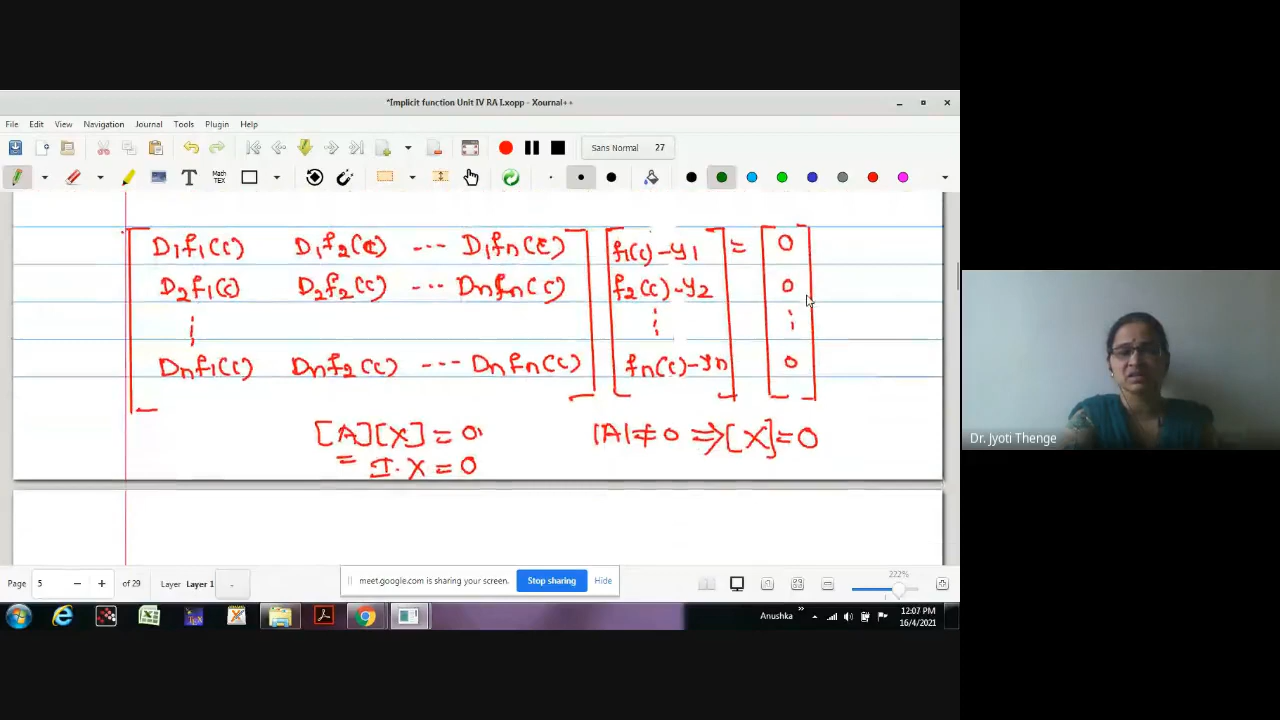 *Implicit function Unit IV RA I.xopp - Xournal++
File Edit View Navigation Journal Tools Plugin Help
Sans Normal 27
Math TEX
D₁f₁(c) D₁f₂(c) --- D₁fn(c) f₁(c)-y₁ = 0
D₂f₁(c) D₂f₂(c) --- Dnfn(c) f₂(c)-y₂ 0
⋮ ⋮ ⋮
Dnf₁(c) Dnf₂(c) --- Dnfn(c) fn(c)-yn 0
[A][X] = 0 |A| ≠ 0 ⇒ [X] = 0
I·X = 0
Dr. Jyoti Thenge
Page 5 of 29 Layer Layer 1 222%
meet.google.com is sharing your screen. Stop sharing Hide
Anushka 12:07 PM
16/4/2021